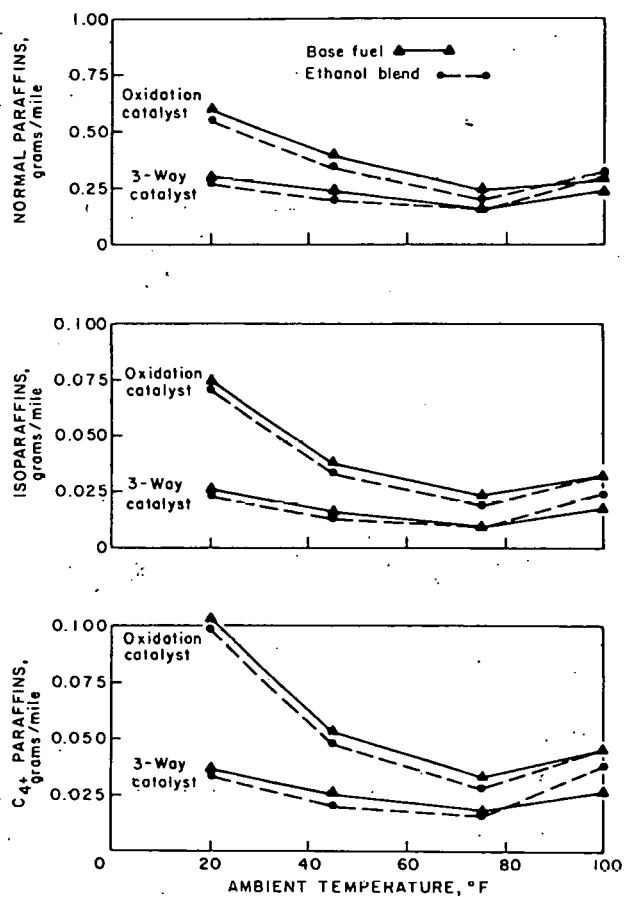 NORMAL PARAFFINS,
grams/mile
1.00
0.75
0.50
0.25
0
Base fuel
Ethanol blend
Oxidation
catalyst
3-Way
catalyst
ISOPARAFFINS,
grams/mile
0.100
0.075
0.050
0.025
0
Oxidation
catalyst
3-Way
catalyst
C4+ PARAFFINS,
grams/mile
0.100
0.075
0.050
0.025
Oxidation
catalyst
3-Way
catalyst
0 20 40 60 80 100
AMBIENT TEMPERATURE, °F